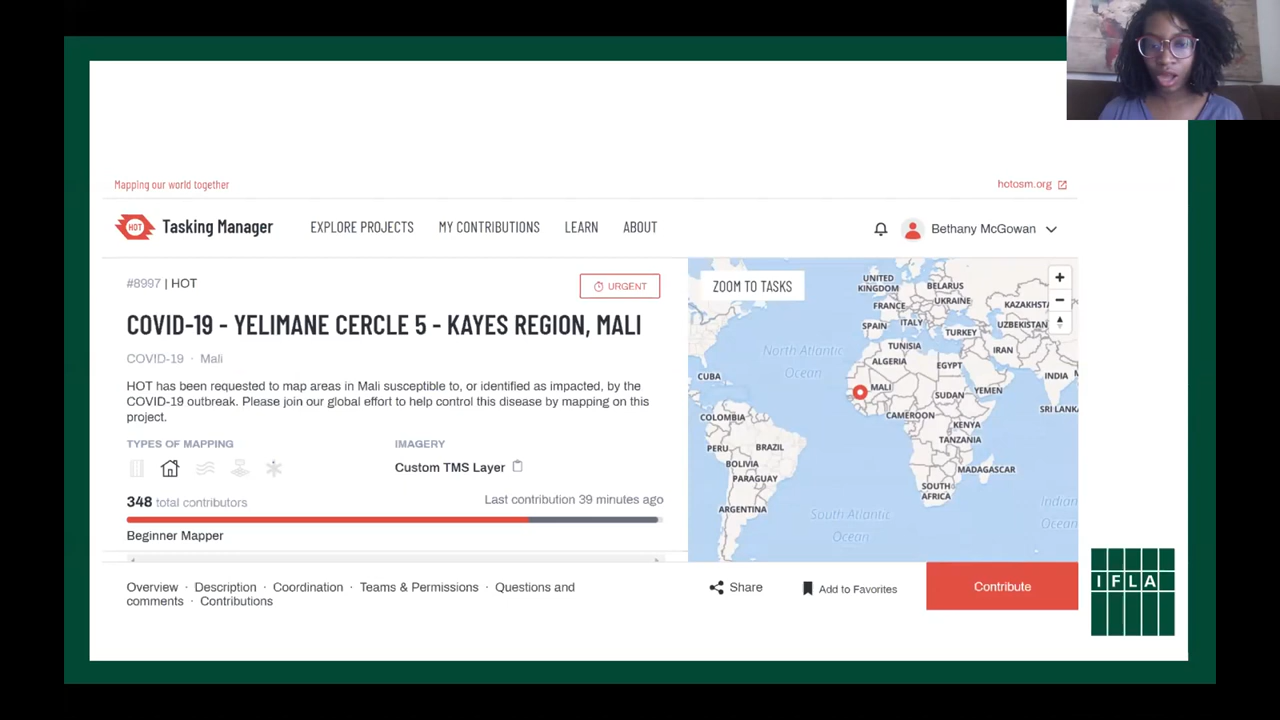 Mapping our world together
hotosm.org
HOT
Tasking Manager
EXPLORE PROJECTS
MY CONTRIBUTIONS
LEARN
ABOUT
Bethany McGowan
#8997 | HOT
URGENT
COVID-19 - YELIMANE CERCLE 5 - KAYES REGION, MALI
COVID-19 · Mali
HOT has been requested to map areas in Mali susceptible to, or identified as impacted, by the
COVID-19 outbreak. Please join our global effort to help control this disease by mapping on this
project.
TYPES OF MAPPING
IMAGERY
Custom TMS Layer
348 total contributors
Last contribution 39 minutes ago
Beginner Mapper
ZOOM TO TASKS
UNITED
KINGDOM
BELARUS
UKRAINE
FRANCE
KAZAKHSTA
SPAIN
ITALY
TURKEY
UZBEKISTAN
North Atlantic
Ocean
TUNISIA
IRAN
ALGERIA
EGYPT
CUBA
MALI
INDIA
SUDAN
YEMEN
COLOMBIA
CAMEROON
SRI LANKA
KENYA
PERU
BRAZIL
TANZANIA
BOLIVIA
MADAGASCAR
PARAGUAY
SOUTH
AFRICA
ARGENTINA
South Atlantic
Ocean
Indian
Ocean
Overview · Description · Coordination · Teams & Permissions · Questions and
comments · Contributions
Share
Add to Favorites
Contribute
IFLA